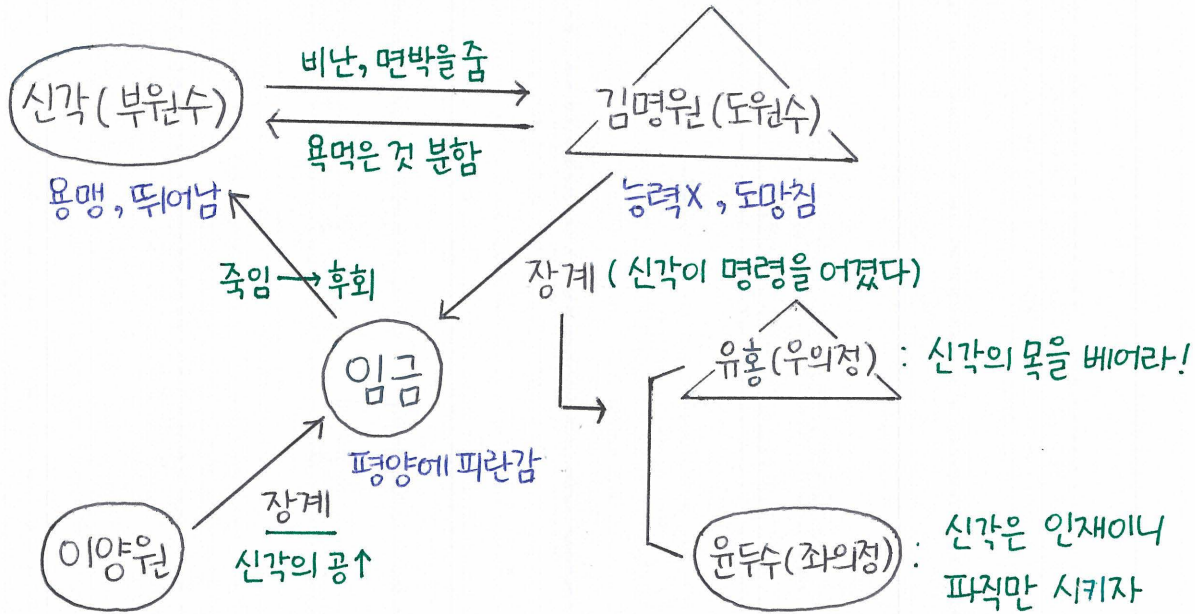 비난, 면박을 줌
신각(부원수)
김명원(도원수)
욕먹은 것 분함
용맹, 뛰어남
능력X, 도망침
죽임→후회
장계 (신각이 명령을 어겼다)
임금
유홍(우의정) : 신각의 목을 베어라!
평양에 피란감
이양원
장계
신각의 공↑
윤두수(좌의정) : 신각은 인재이니
파직만 시키자